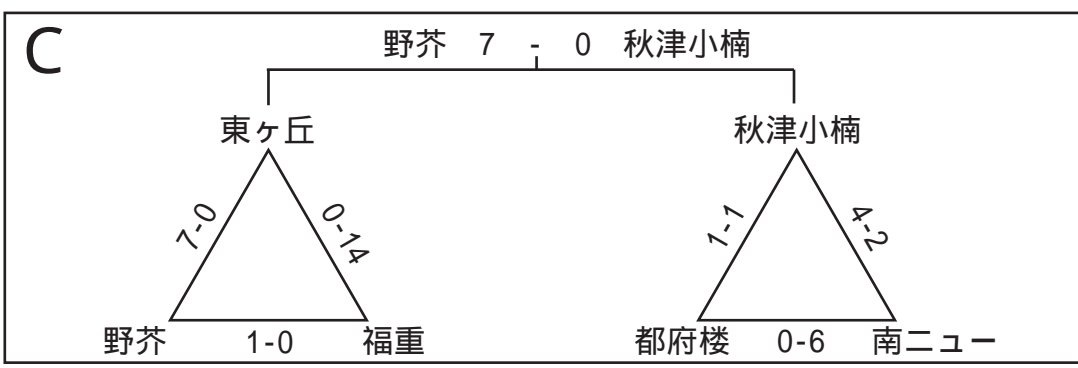 C
野芥 7 - 0 秋津小楠
東ヶ丘
秋津小楠
7-0
0-14
1-1
4-2
野芥 1-0 福重
都府楼 0-6 南ニュー